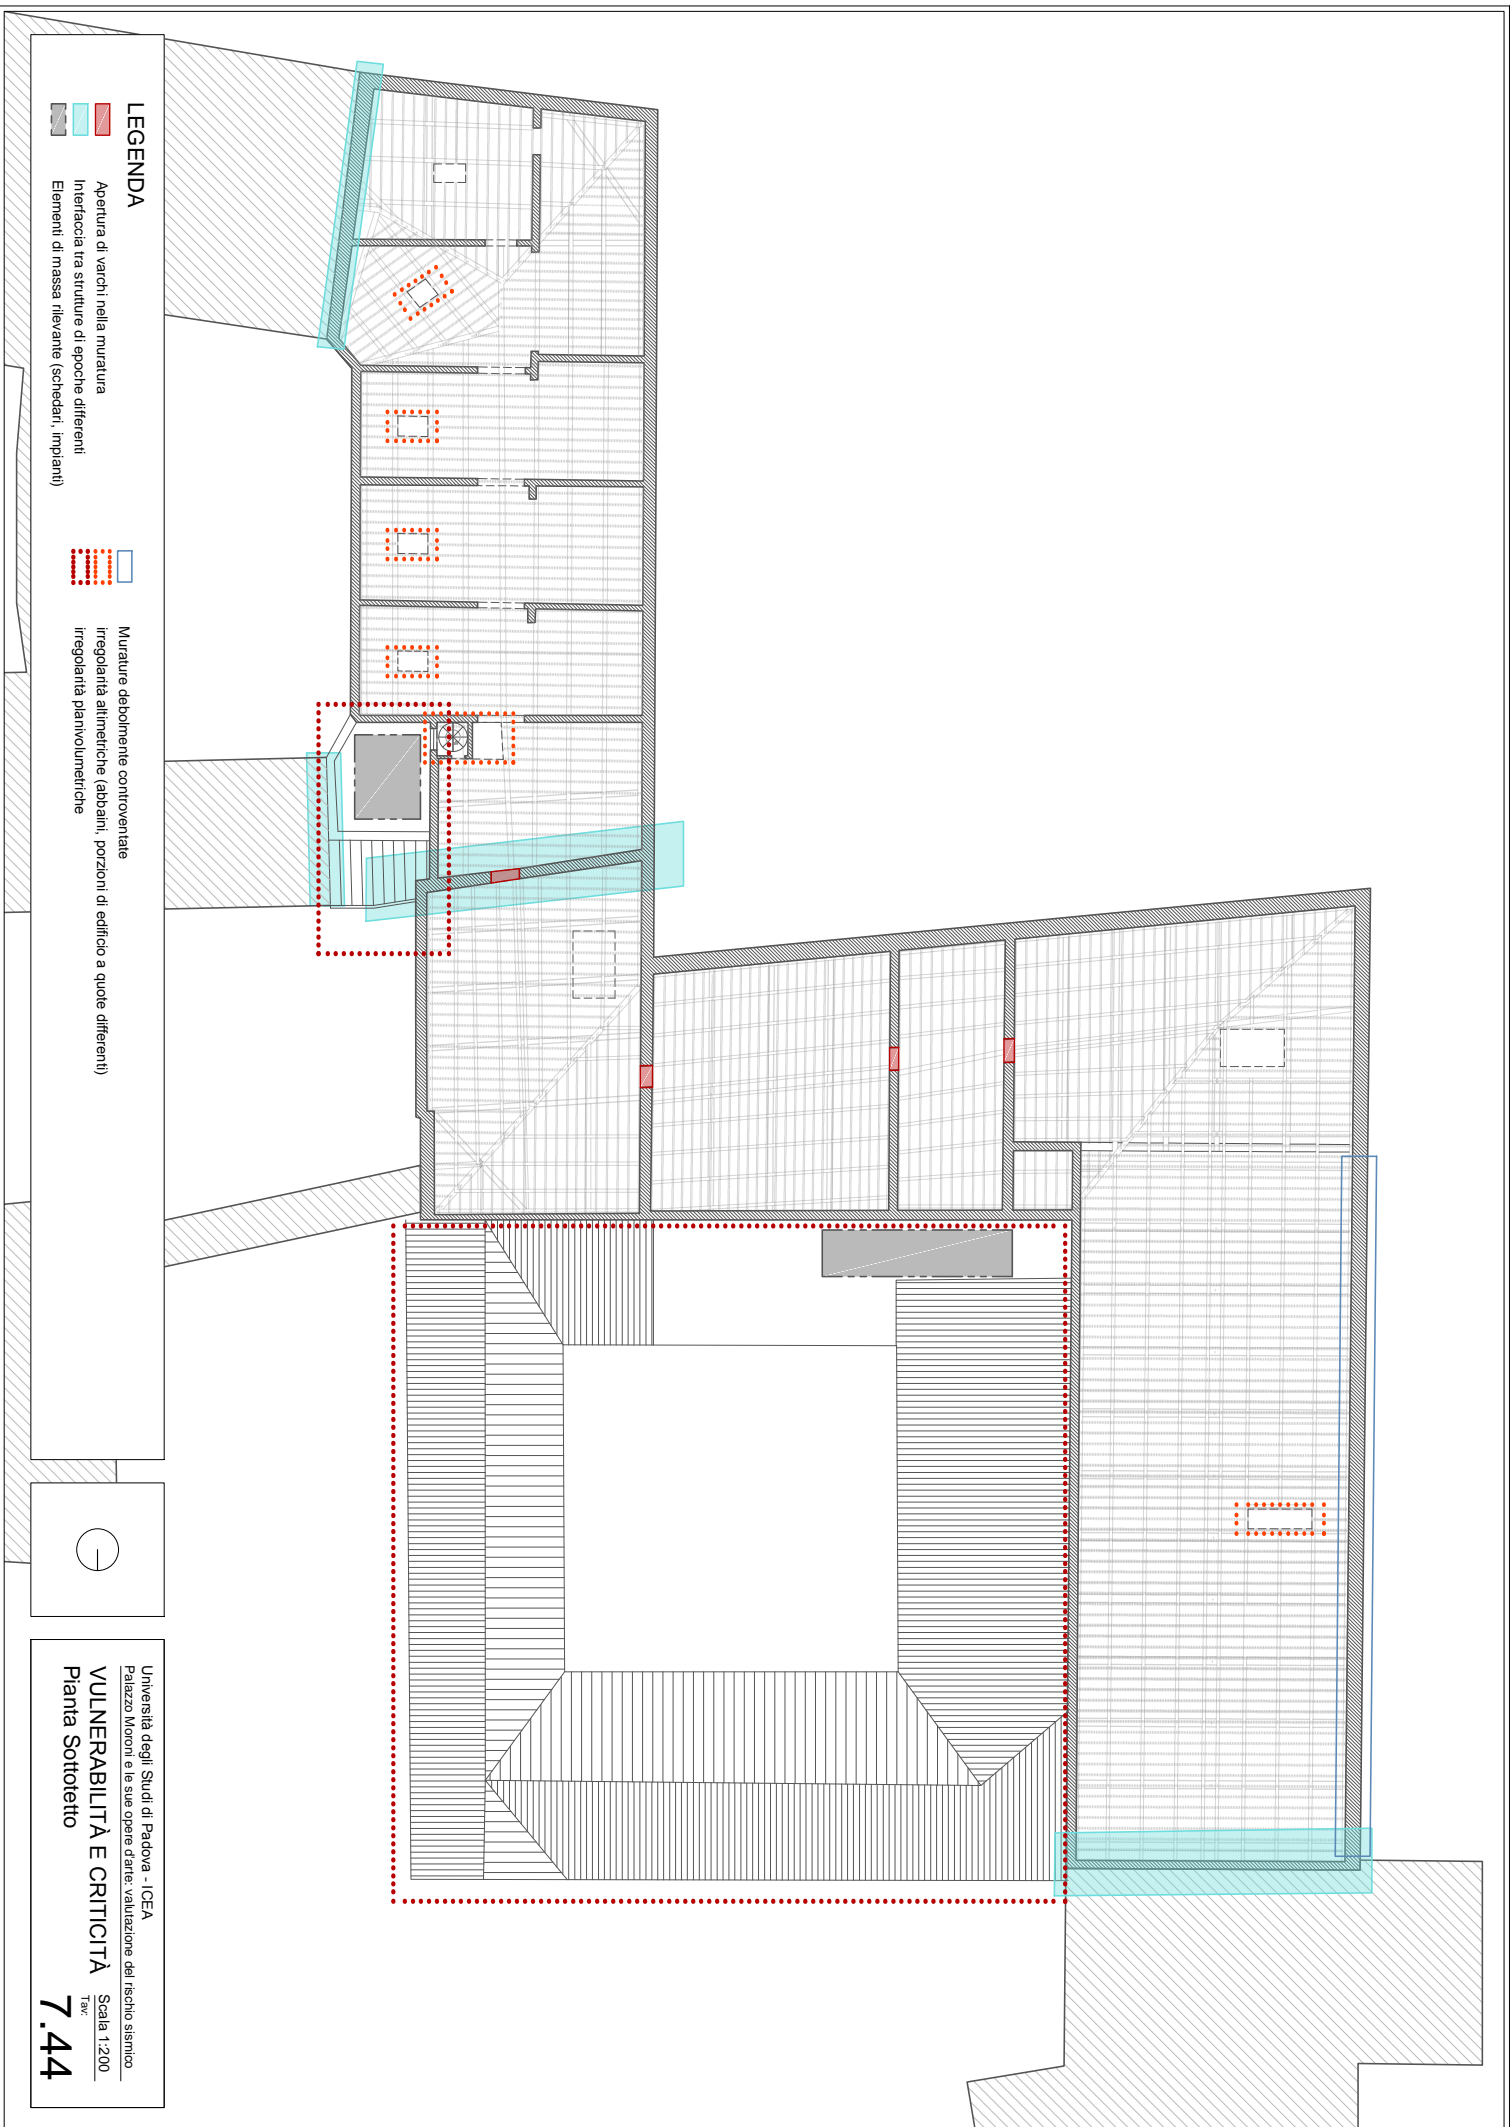 LEGENDA
Apertura di varchi nella muratura
Interfaccia tra strutture di epoche differenti
Elementi di massa rilevante (schedari, impianti)
Murature debolmente controventate
irregolarità altimetriche (abbaini, porzioni di edificio a quote differenti)
irregolarità planivolumetriche
Università degli Studi di Padova - ICEA
Palazzo Moroni e le sue opere d'arte: valutazione del rischio sismico
VULNERABILITÀ E CRITICITÀ
Scala 1:200
Pianta Sottotetto
Tav:
7.44